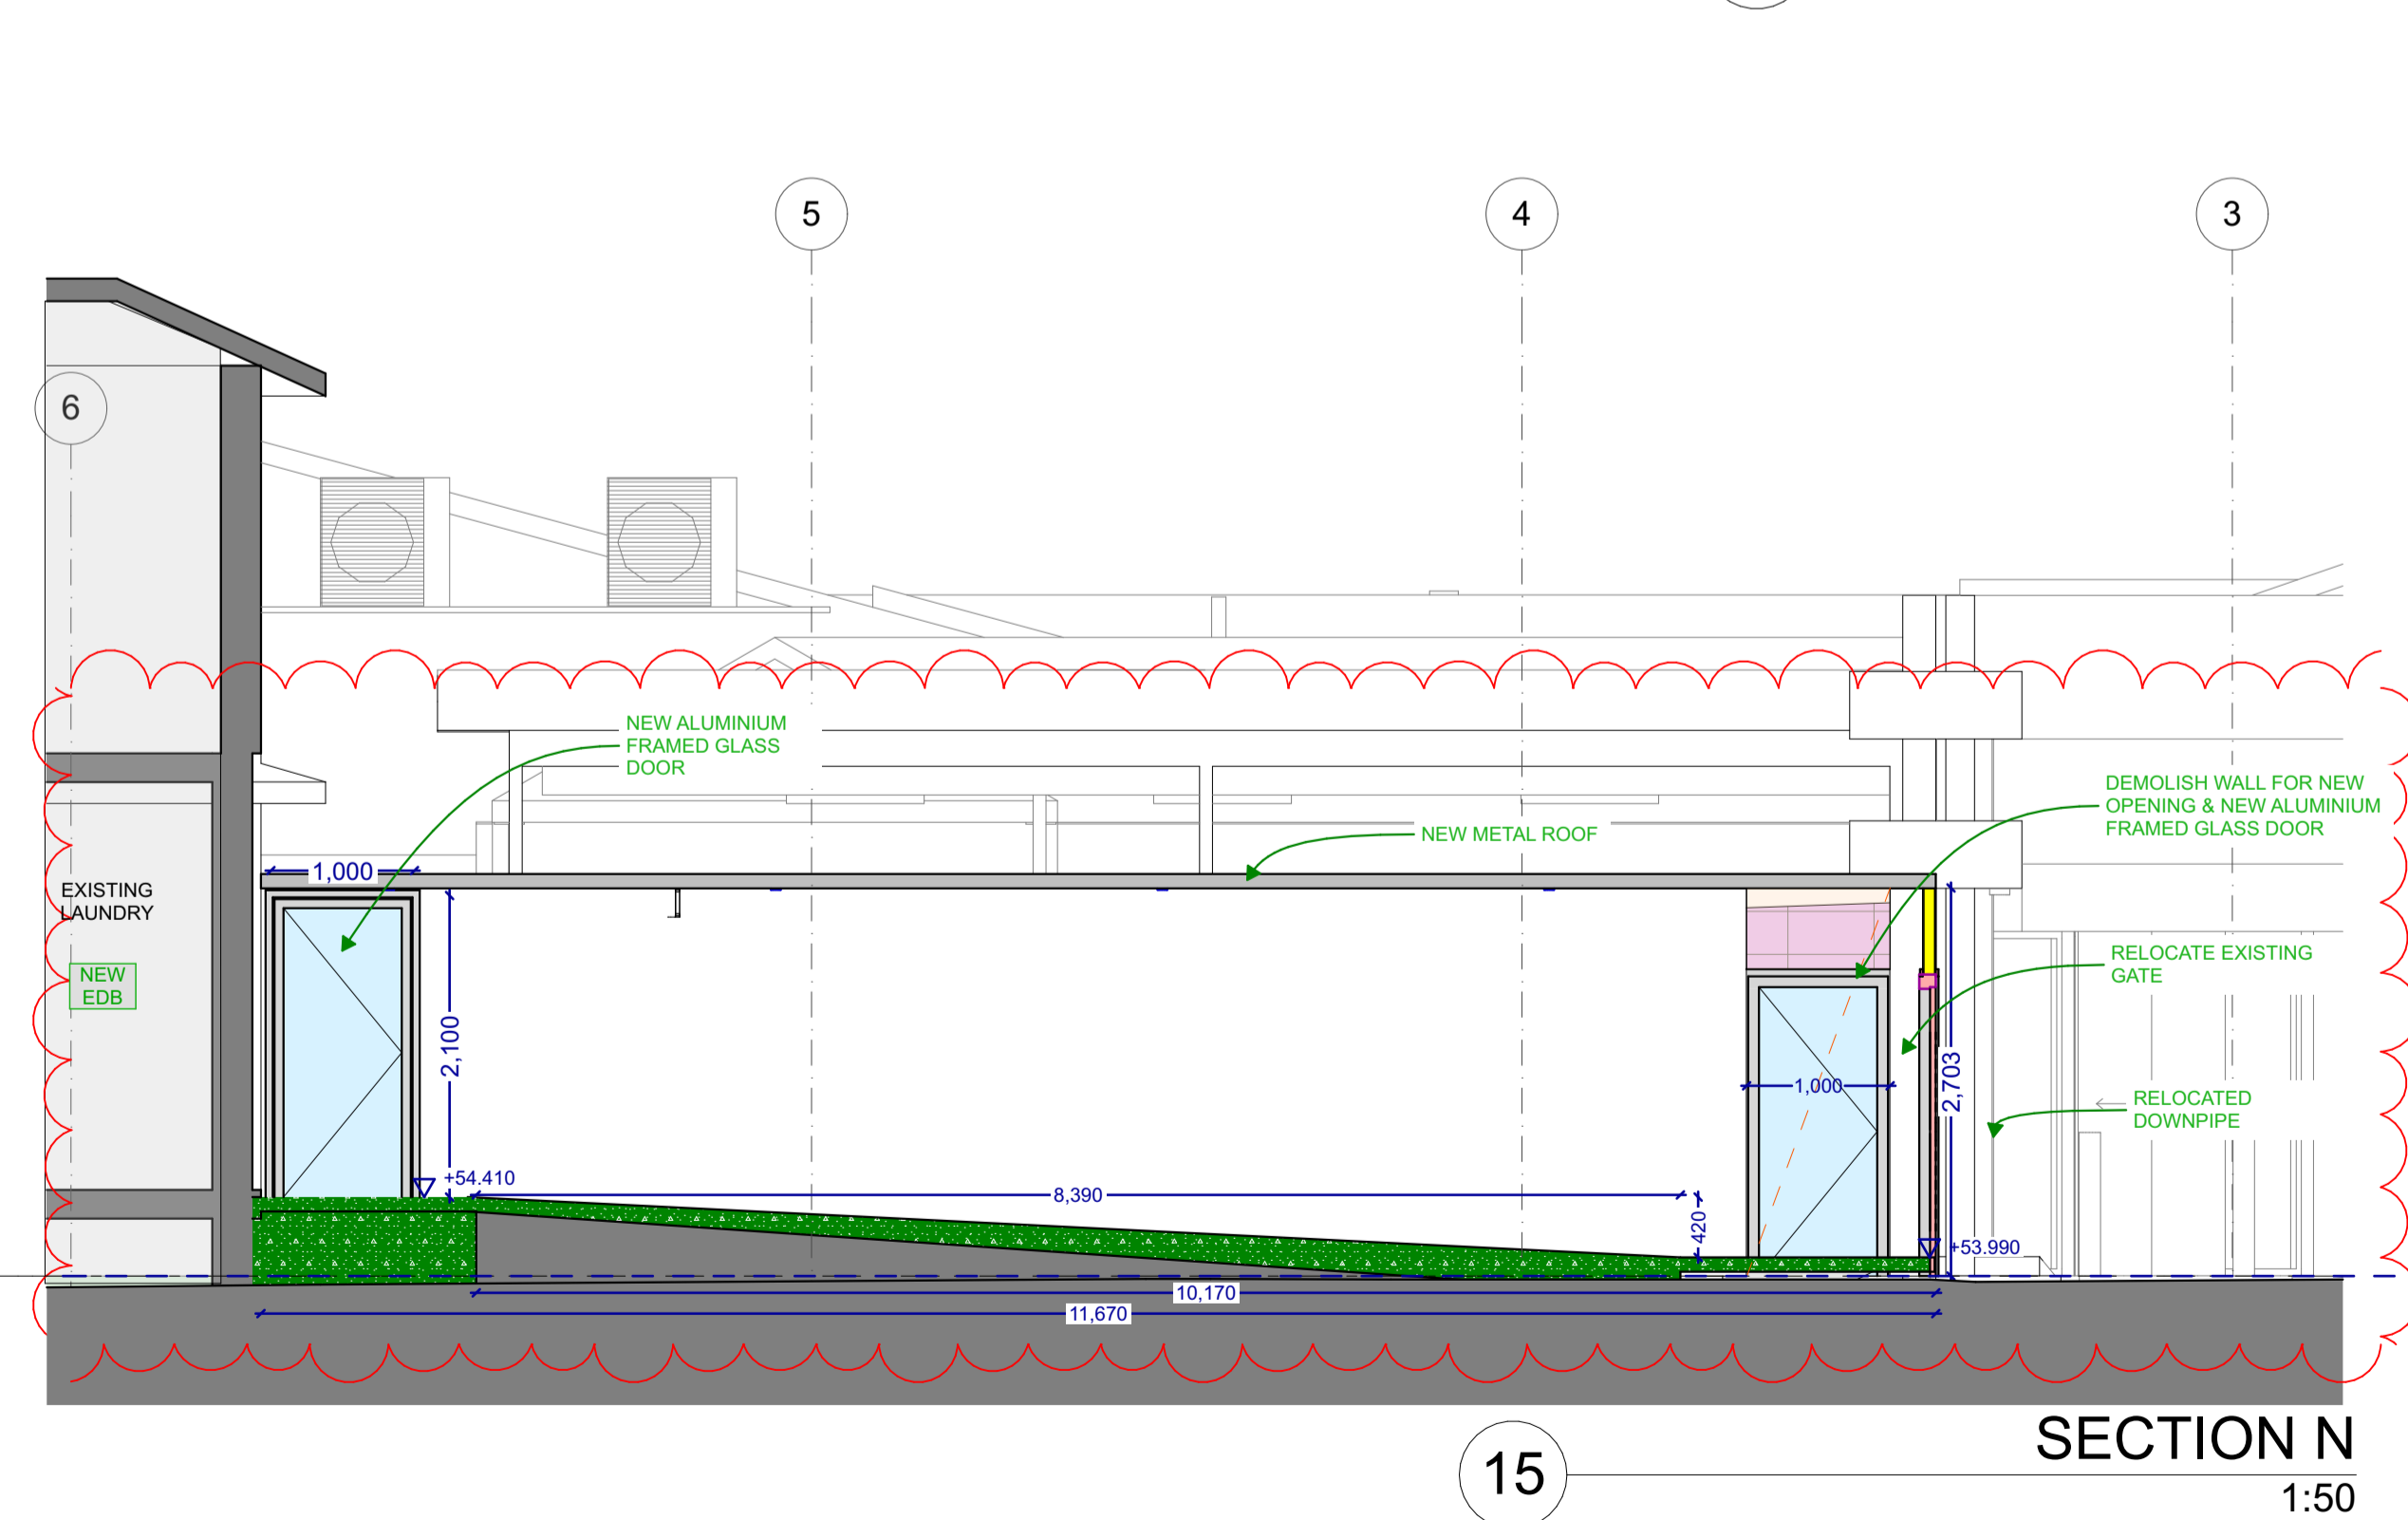 5
4
3
6
NEW ALUMINIUM
FRAMED GLASS
DOOR
DEMOLISH WALL FOR NEW
OPENING & NEW ALUMINIUM
FRAMED GLASS DOOR
NEW METAL ROOF
1,000
EXISTING
LAUNDRY
NEW
EDB
RELOCATE EXISTING
GATE
2,100
1,000
2,703
RELOCATED
DOWNPIPE
+54.410
8,390
420
+53.990
10,170
11,670
SECTION N
15
1:50